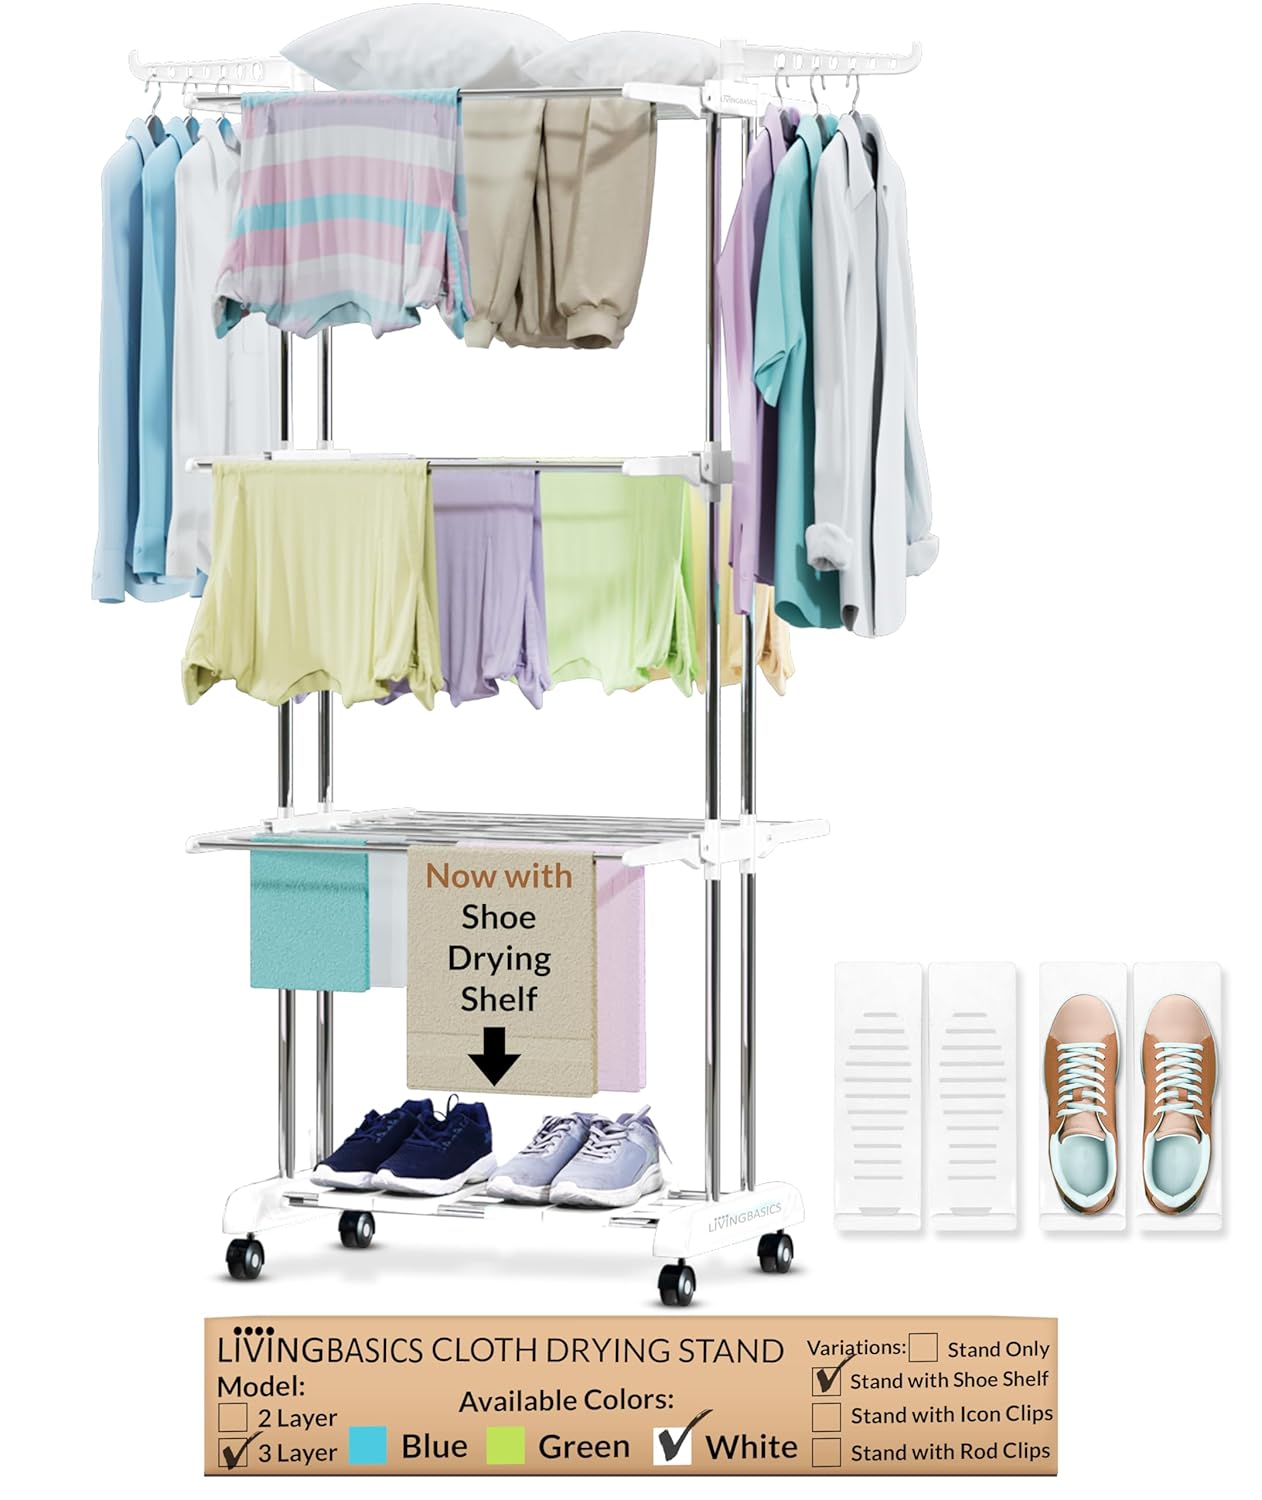 LIVINGBASICS
Now with
Shoe
Drying
Shelf
LIVINGBASICS
LIVINGBASICS CLOTH DRYING STAND
Model:
2 Layer
3 Layer
Available Colors:
Blue Green White
Variations: Stand Only
Stand with Shoe Shelf
Stand with Icon Clips
Stand with Rod Clips